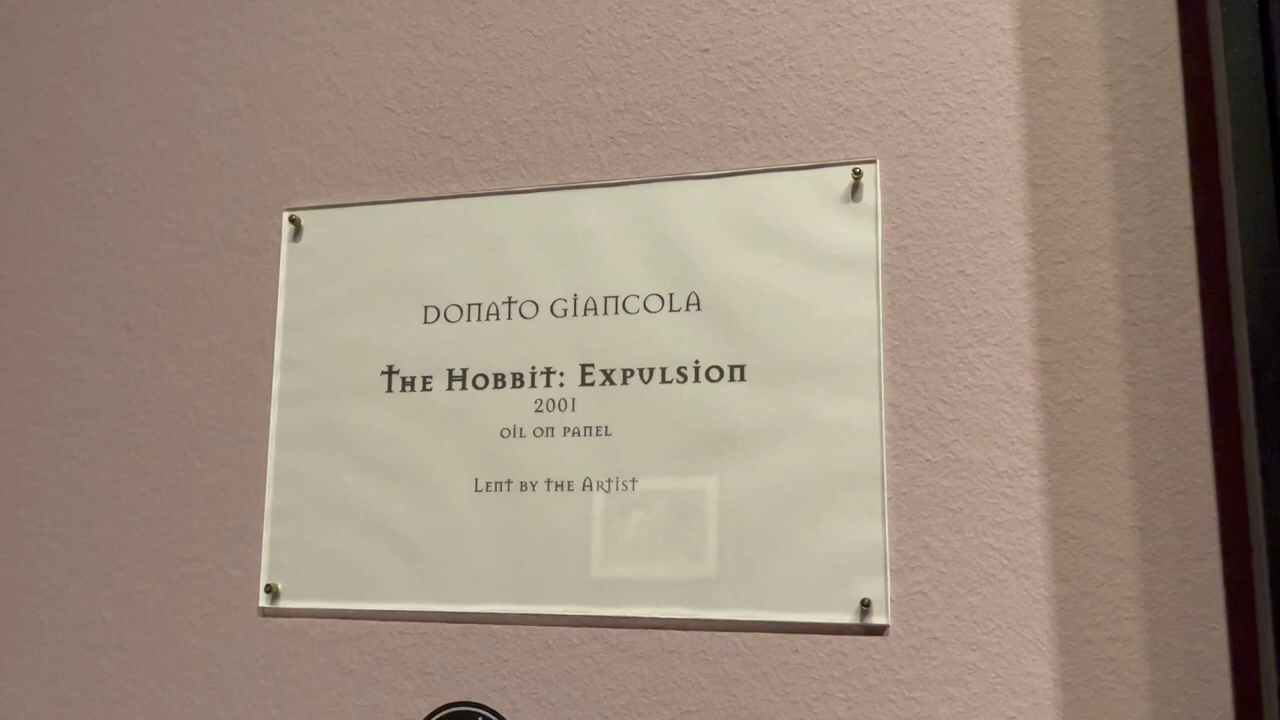 Donato Giancola
The Hobbit: Expulsion
2001
oil on panel
Lent by the Artist